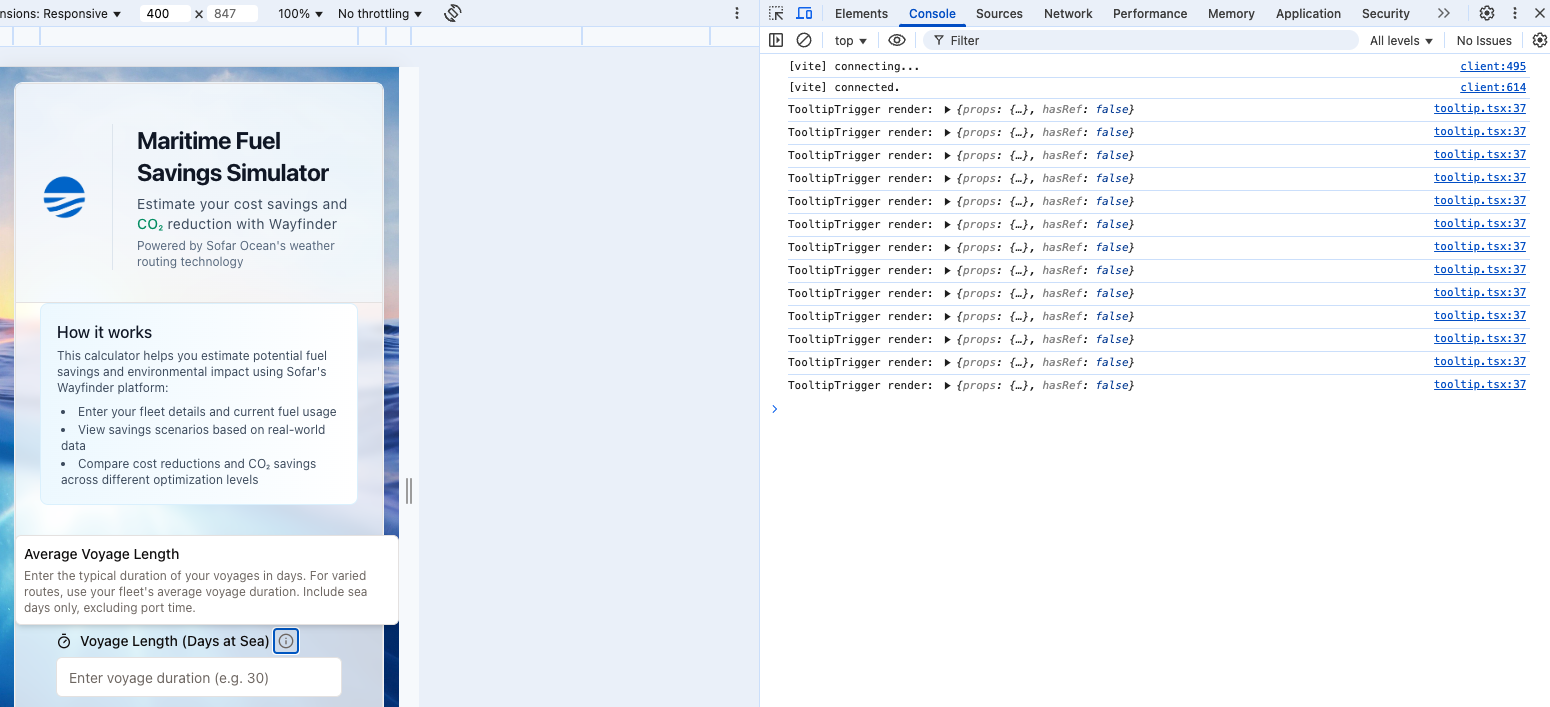 nsions: Responsive ▼ 400 x 847 100% ▼ No throttling ▼
Maritime Fuel
Savings Simulator
Estimate your cost savings and
CO₂ reduction with Wayfinder
Powered by Sofar Ocean's weather
routing technology
How it works
This calculator helps you estimate potential fuel
savings and environmental impact using Sofar's
Wayfinder platform:
• Enter your fleet details and current fuel usage
• View savings scenarios based on real-world
data
• Compare cost reductions and CO₂ savings
across different optimization levels
Average Voyage Length
Enter the typical duration of your voyages in days. For varied
routes, use your fleet's average voyage duration. Include sea
days only, excluding port time.
Voyage Length (Days at Sea)
Enter voyage duration (e.g. 30)
Elements Console Sources Network Performance Memory Application Security
top ▼ Filter All levels ▼ No Issues
[vite] connecting... client:495
[vite] connected. client:614
TooltipTrigger render: ▶ {props: {…}, hasRef: false} tooltip.tsx:37
TooltipTrigger render: ▶ {props: {…}, hasRef: false} tooltip.tsx:37
TooltipTrigger render: ▶ {props: {…}, hasRef: false} tooltip.tsx:37
TooltipTrigger render: ▶ {props: {…}, hasRef: false} tooltip.tsx:37
TooltipTrigger render: ▶ {props: {…}, hasRef: false} tooltip.tsx:37
TooltipTrigger render: ▶ {props: {…}, hasRef: false} tooltip.tsx:37
TooltipTrigger render: ▶ {props: {…}, hasRef: false} tooltip.tsx:37
TooltipTrigger render: ▶ {props: {…}, hasRef: false} tooltip.tsx:37
TooltipTrigger render: ▶ {props: {…}, hasRef: false} tooltip.tsx:37
TooltipTrigger render: ▶ {props: {…}, hasRef: false} tooltip.tsx:37
TooltipTrigger render: ▶ {props: {…}, hasRef: false} tooltip.tsx:37
TooltipTrigger render: ▶ {props: {…}, hasRef: false} tooltip.tsx:37
TooltipTrigger render: ▶ {props: {…}, hasRef: false} tooltip.tsx:37